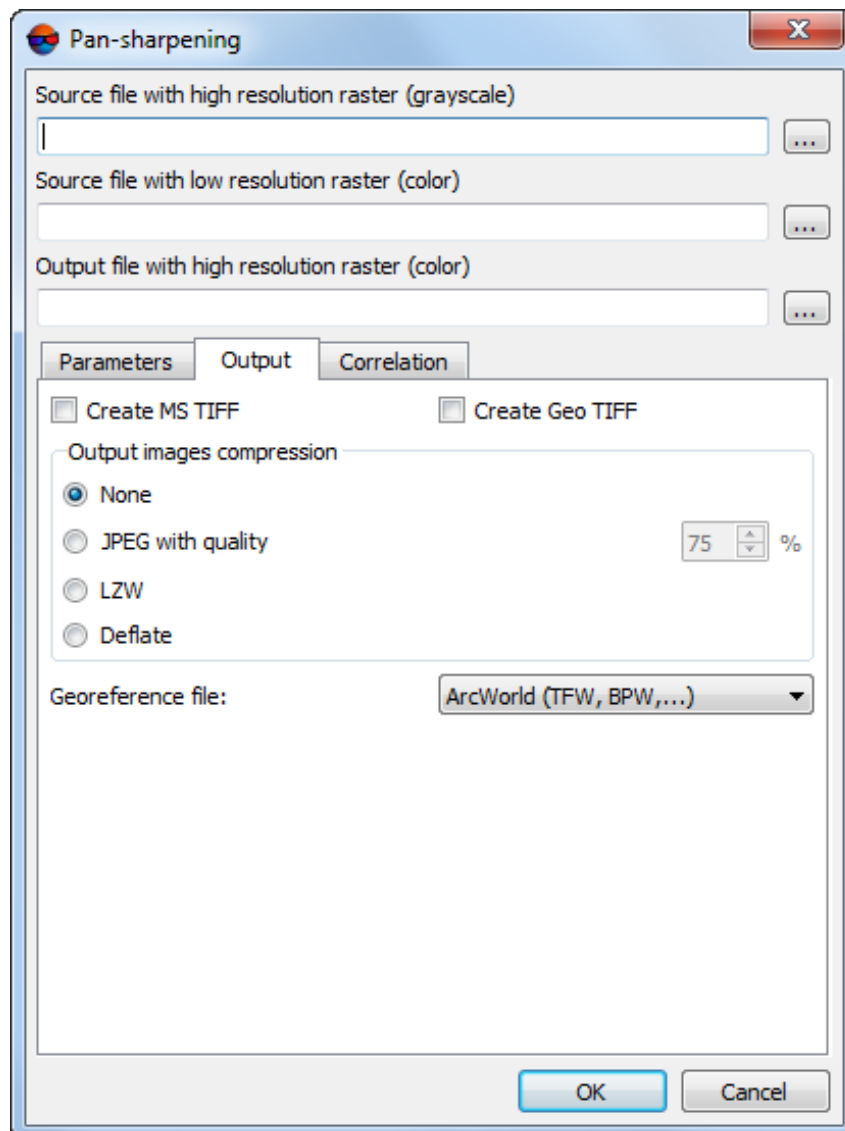 Pan-sharpening
Source file with high resolution raster (grayscale)
...
Source file with low resolution raster (color)
...
Output file with high resolution raster (color)
...
Parameters Output Correlation
Create MS TIFF Create Geo TIFF
Output images compression
None
JPEG with quality 75 %
LZW
Deflate
Georeference file: ArcWorld (TFW, BPW,...)
OK Cancel